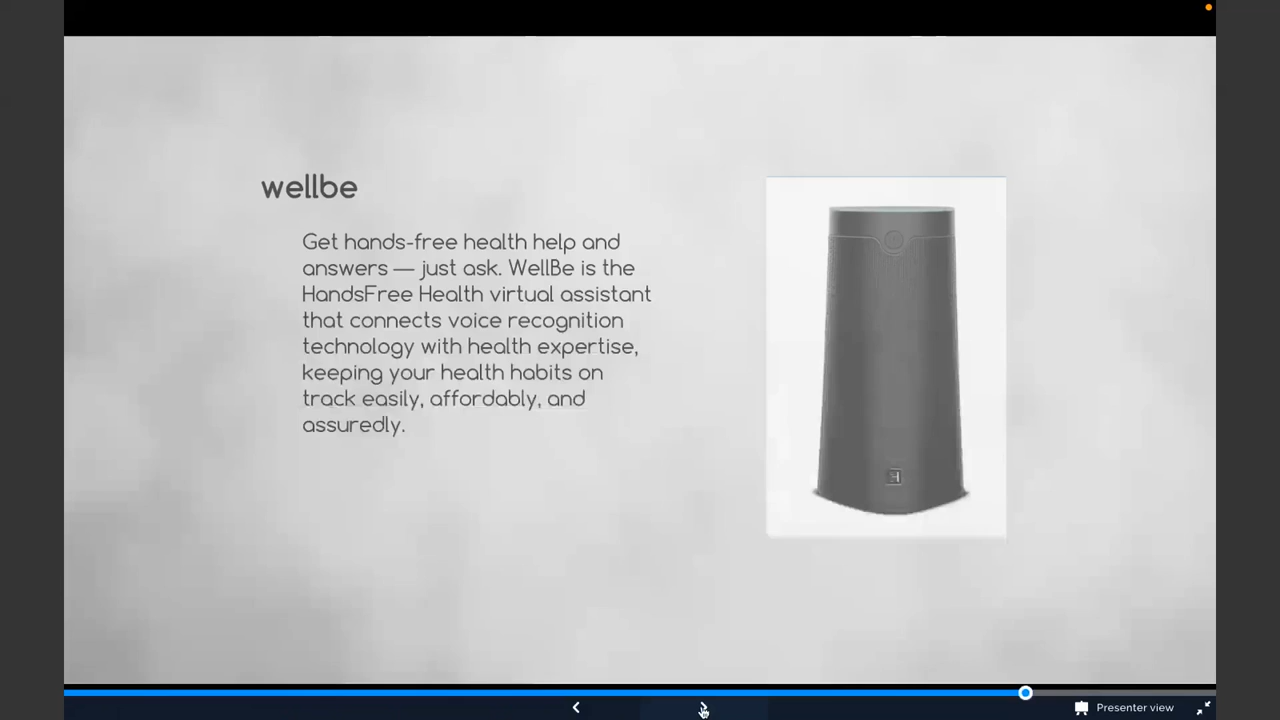 wellbe
Get hands-free health help and
answers — just ask. WellBe is the
HandsFree Health virtual assistant
that connects voice recognition
technology with health expertise,
keeping your health habits on
track easily, affordably, and
assuredly.
Presenter view